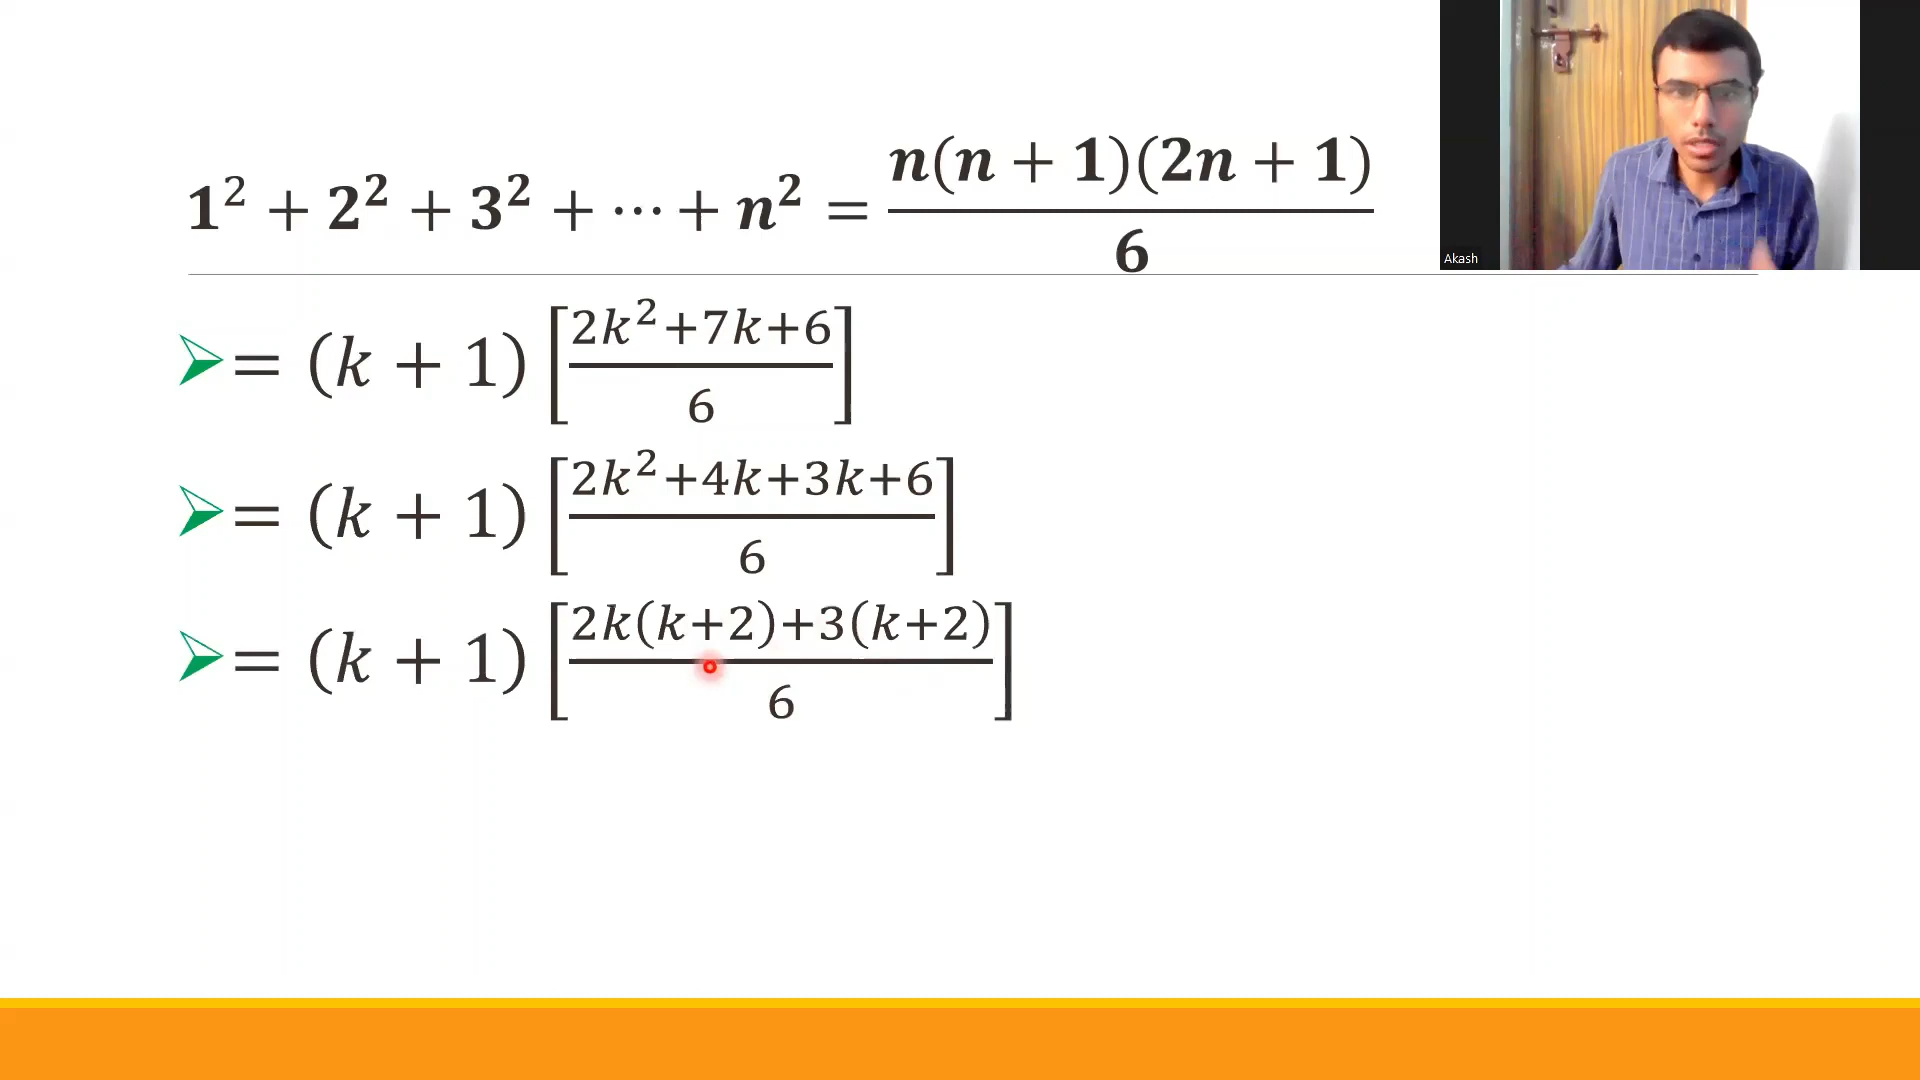 1² + 2² + 3² + ⋯ + n² = n(n + 1)(2n + 1) / 6
Akash
➢= (k + 1) [2k²+7k+6 / 6]
➢= (k + 1) [2k²+4k+3k+6 / 6]
➢= (k + 1) [2k(k+2)+3(k+2) / 6]